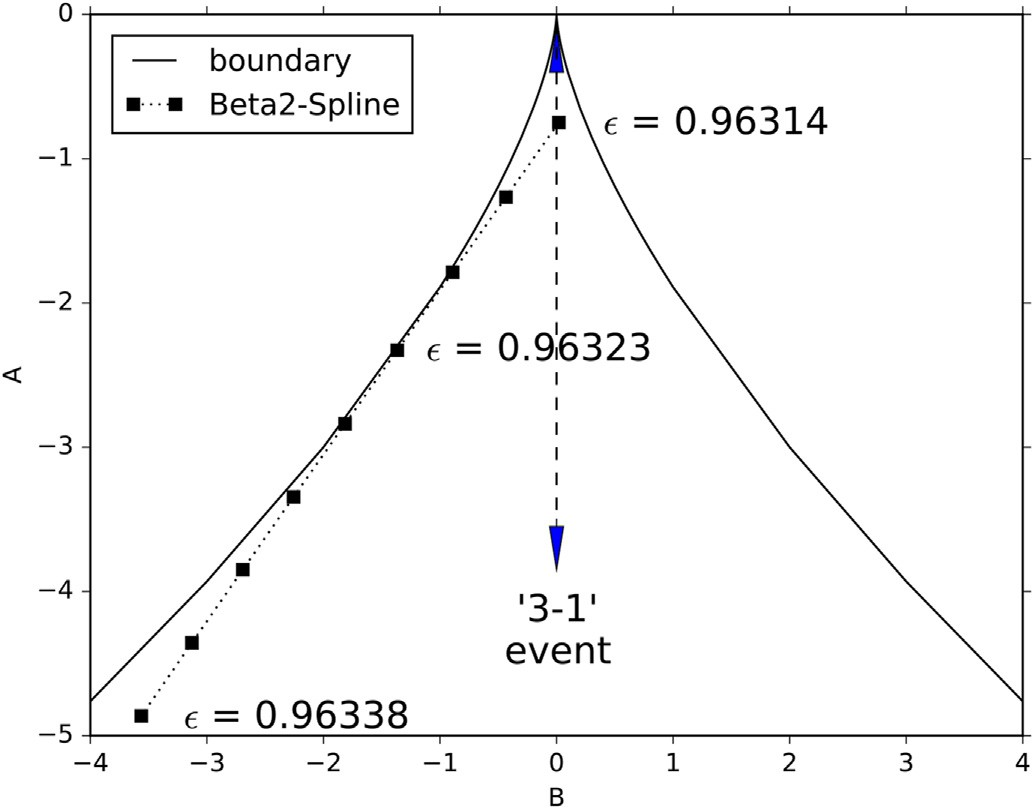 0
boundary
Beta2-Spline
ϵ = 0.96314
−1
−2
ϵ = 0.96323
A
−3
−4
'3-1'
event
ϵ = 0.96338
−5
−4 −3 −2 −1 0 1 2 3 4
B